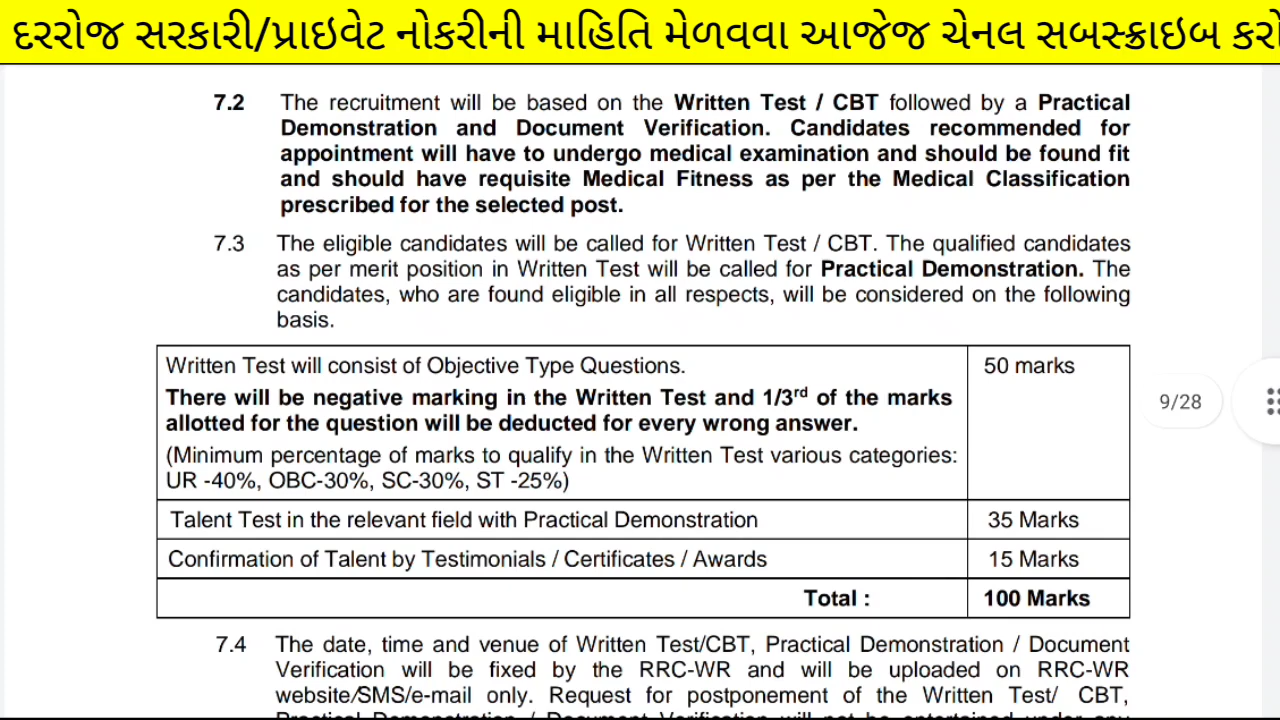 દરરોજ સરકારી/પ્રાઇવેટ નોકરીની માહિતિ મેળવવા આજેજ ચેનલ સબસ્ક્રાઇબ કરો
7.2 The recruitment will be based on the Written Test / CBT followed by a Practical
Demonstration and Document Verification. Candidates recommended for
appointment will have to undergo medical examination and should be found fit
and should have requisite Medical Fitness as per the Medical Classification
prescribed for the selected post.
7.3 The eligible candidates will be called for Written Test / CBT. The qualified candidates
as per merit position in Written Test will be called for Practical Demonstration. The
candidates, who are found eligible in all respects, will be considered on the following
basis.
Written Test will consist of Objective Type Questions. 50 marks
There will be negative marking in the Written Test and 1/3rd of the marks
allotted for the question will be deducted for every wrong answer.
(Minimum percentage of marks to qualify in the Written Test various categories:
UR -40%, OBC-30%, SC-30%, ST -25%)
9/28
Talent Test in the relevant field with Practical Demonstration 35 Marks
Confirmation of Talent by Testimonials / Certificates / Awards 15 Marks
Total : 100 Marks
7.4 The date, time and venue of Written Test/CBT, Practical Demonstration / Document
Verification will be fixed by the RRC-WR and will be uploaded on RRC-WR
website/SMS/e-mail only. Request for postponement of the Written Test/ CBT,
Practical Demonstration / Document Verification will not be entertained under any